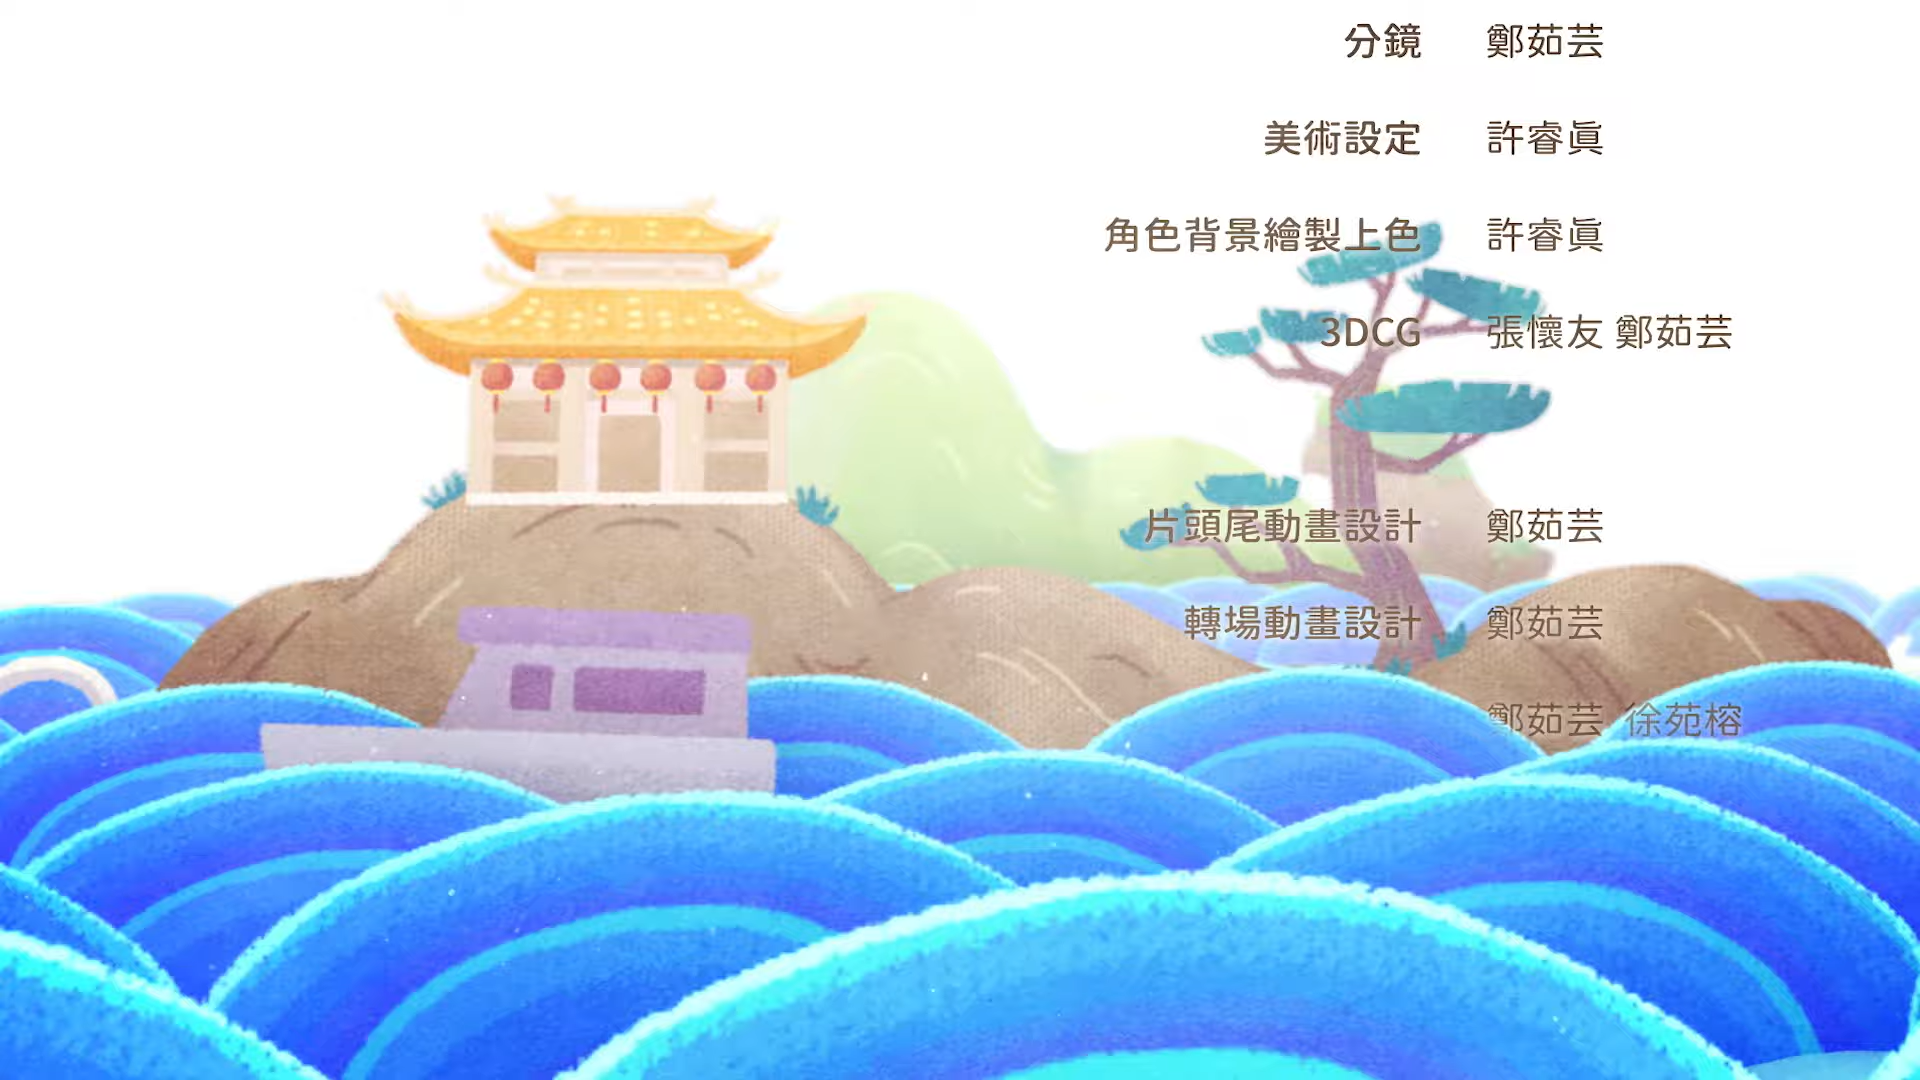 分鏡 鄭茹芸
美術設定 許睿眞
角色背景繪製上色 許睿眞
3DCG 張懷友 鄭茹芸
片頭尾動畫設計 鄭茹芸
轉場動畫設計 鄭茹芸
鄭茹芸 徐苑榕